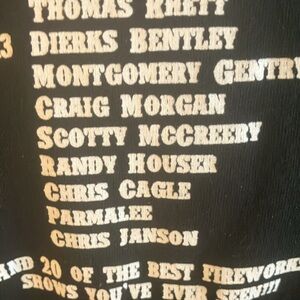 THOMAS RHETT
3 DIERKS BENTLEY
MONTGOMERY GENTRY
CRAIG MORGAN
SCOTTY MCCREERY
RANDY HOUSER
CHRIS CAGLE
PARMALEE
CHRIS JANSON
AND 20 OF THE BEST FIREWORK
SHOWS YOU'VE EVER SEEN!!!